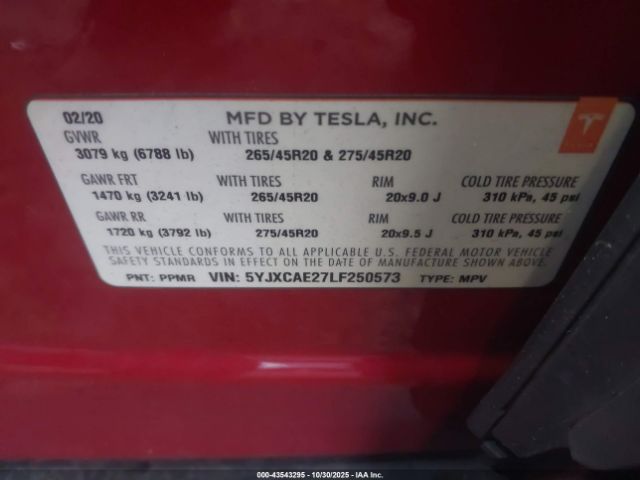 02/20 MFD BY TESLA, INC.
GVWR WITH TIRES
3079 kg (6788 lb) 265/45R20 & 275/45R20
GAWR FRT WITH TIRES RIM COLD TIRE PRESSURE
1470 kg (3241 lb) 265/45R20 20x9.0 J 310 kPa, 45 psi
GAWR RR WITH TIRES RIM COLD TIRE PRESSURE
1720 kg (3792 lb) 275/45R20 20x9.5 J 310 kPa, 45 psi
THIS VEHICLE CONFORMS TO ALL APPLICABLE U.S. FEDERAL MOTOR VEHICLE
SAFETY STANDARDS IN EFFECT ON THE DATE OF MANUFACTURE SHOWN ABOVE.
PNT: PPMR VIN: 5YJXCAE27LF250573 TYPE: MPV
000-43543295 - 10/30/2025 - IAA Inc.